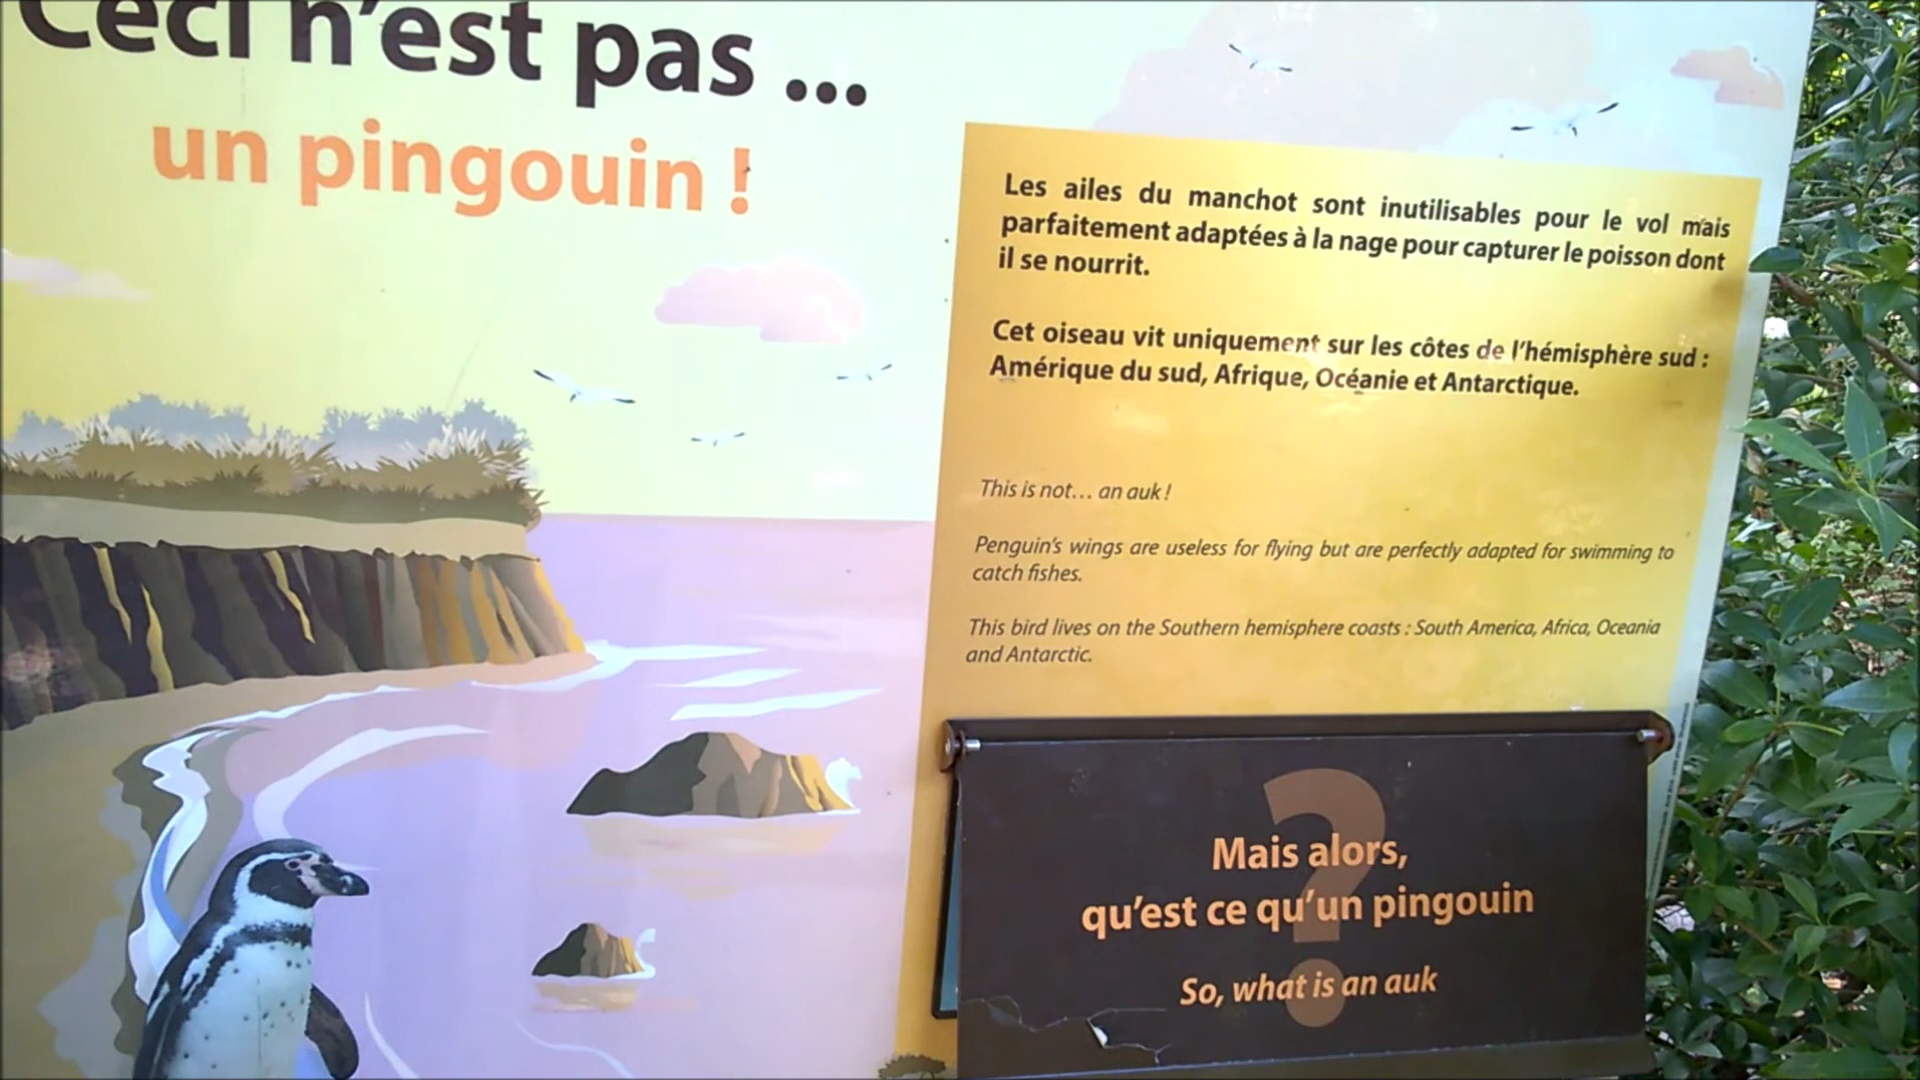 Ceci n'est pas ...
un pingouin !
Les ailes du manchot sont inutilisables pour le vol mais
parfaitement adaptées à la nage pour capturer le poisson dont
il se nourrit.
Cet oiseau vit uniquement sur les côtes de l'hémisphère sud :
Amérique du sud, Afrique, Océanie et Antarctique.
This is not... an auk !
Penguin's wings are useless for flying but are perfectly adapted for swimming to
catch fishes.
This bird lives on the Southern hemisphere coasts : South America, Africa, Oceania
and Antarctic.
?
Mais alors,
qu'est ce qu'un pingouin
So, what is an auk